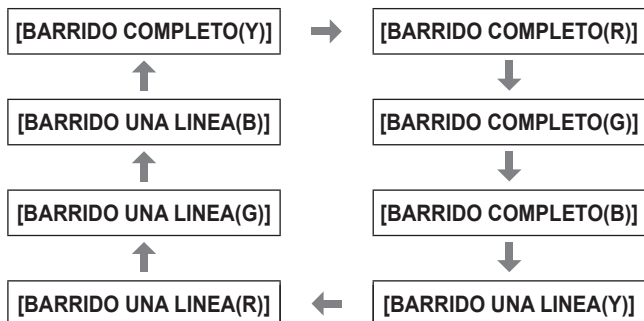 [BARRIDO COMPLETO(Y)]
[BARRIDO COMPLETO(R)]
[BARRIDO COMPLETO(G)]
[BARRIDO COMPLETO(B)]
[BARRIDO UNA LINEA(Y)]
[BARRIDO UNA LINEA(R)]
[BARRIDO UNA LINEA(G)]
[BARRIDO UNA LINEA(B)]